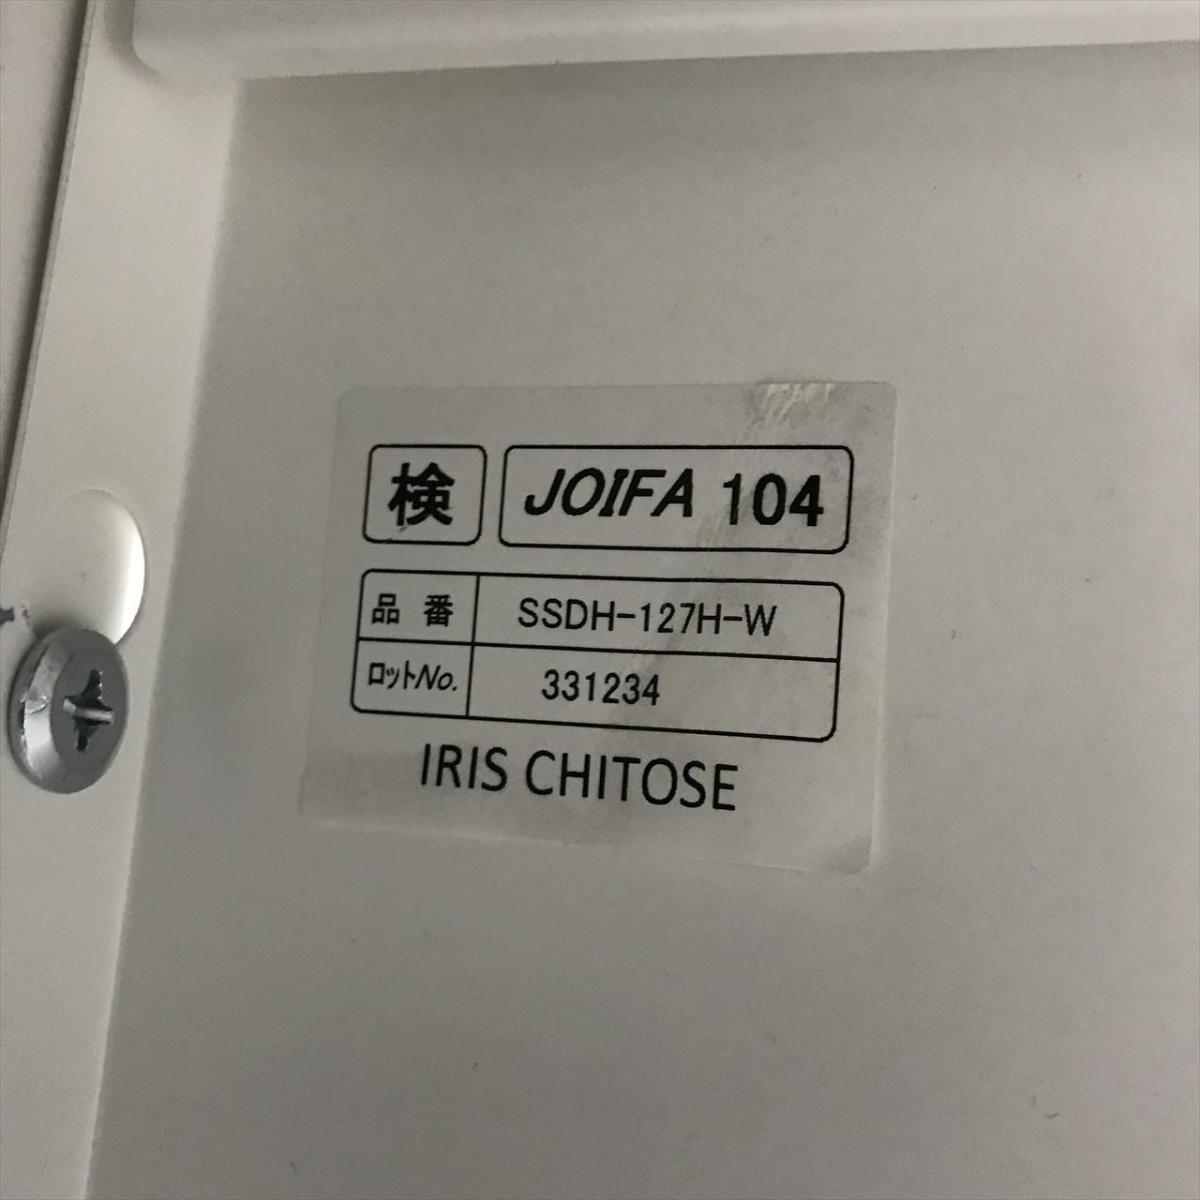 検 JOIFA 104
品番 SSDH-127H-W
ロットNo. 331234
IRIS CHITOSE